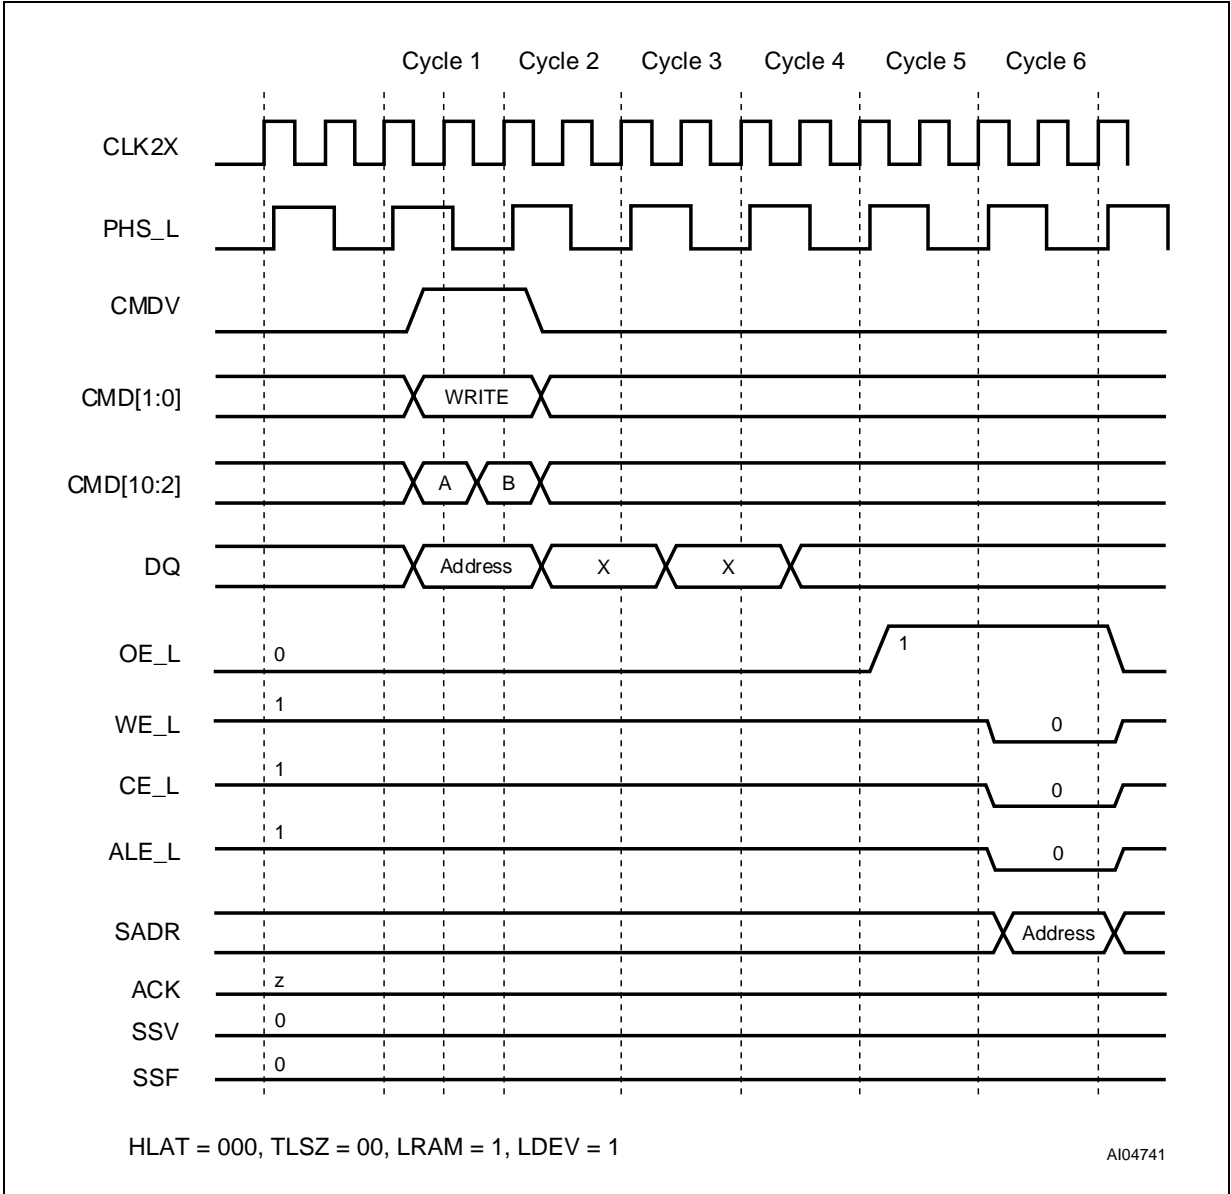 Cycle 1 Cycle 2 Cycle 3 Cycle 4 Cycle 5 Cycle 6
CLK2X
PHS_L
CMDV
CMD[1:0] WRITE
CMD[10:2] A B
DQ Address X X
OE_L 0 1
WE_L 1 0
CE_L 1 0
ALE_L 1 0
SADR Address
ACK z
SSV 0
SSF 0
HLAT = 000, TLSZ = 00, LRAM = 1, LDEV = 1
AI04741